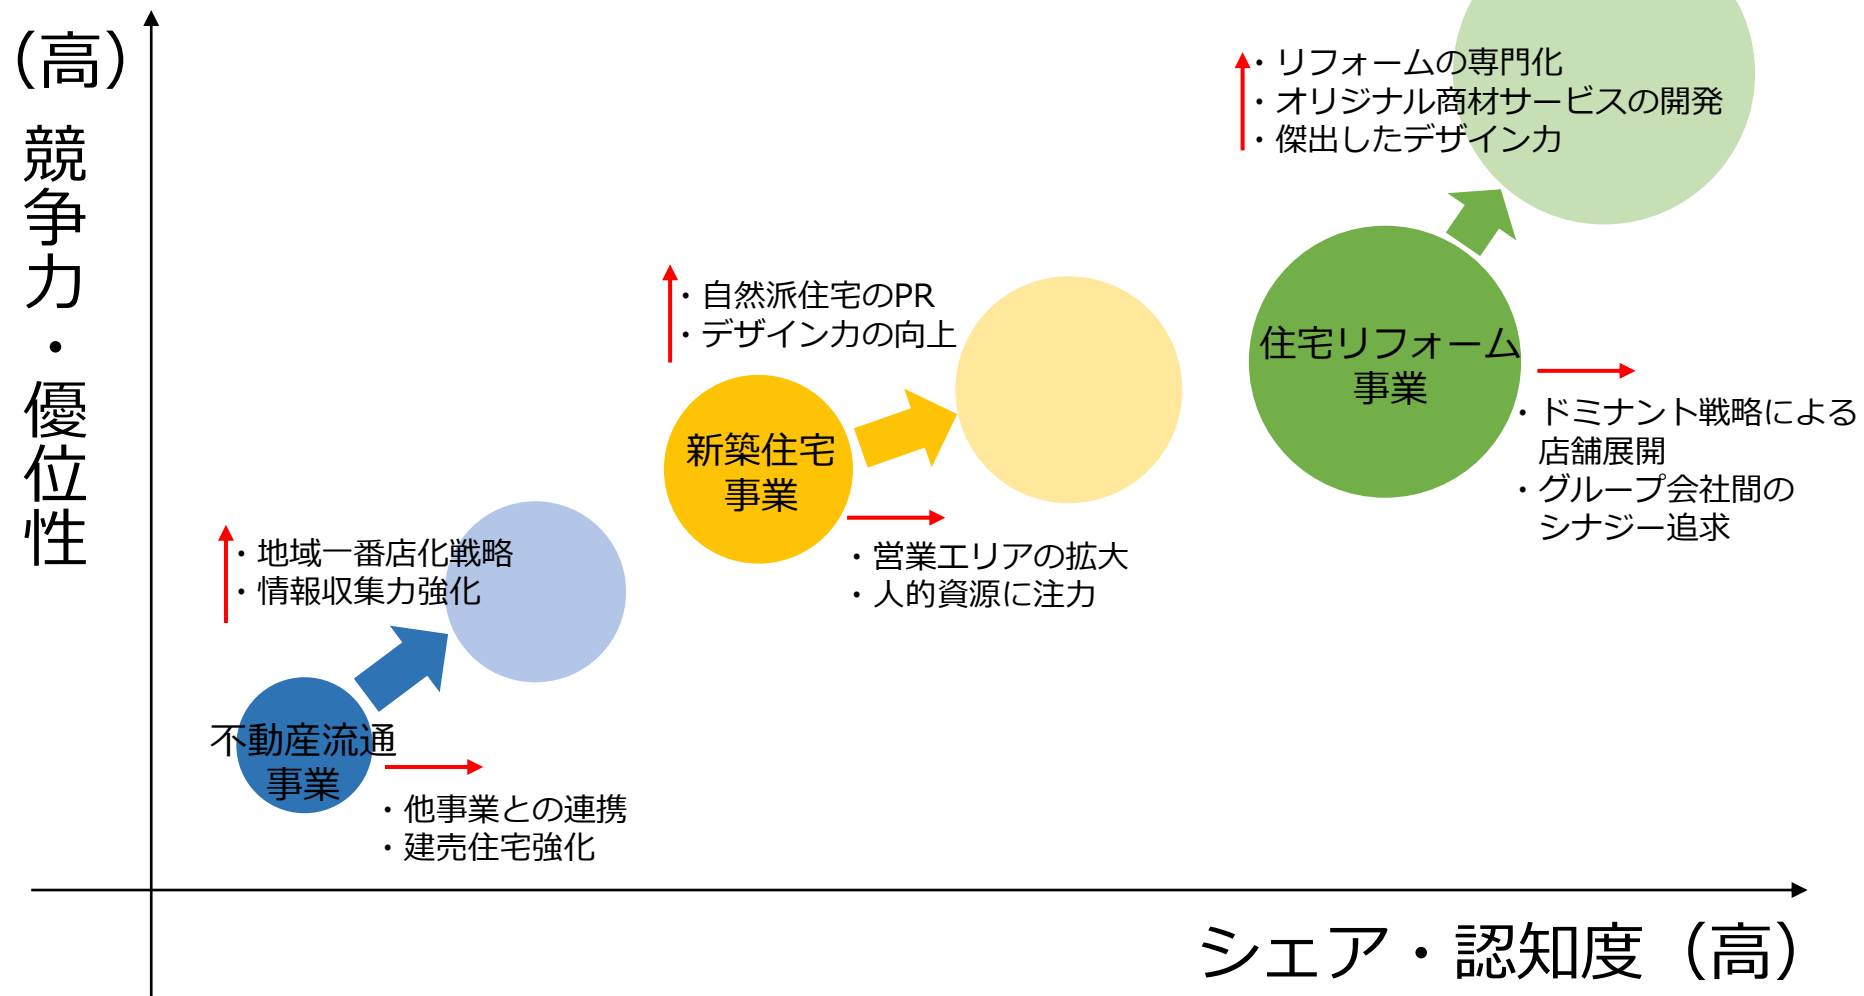 （高）
競争力・優位性
・リフォームの専門化
・オリジナル商材サービスの開発
・傑出したデザイン力
住宅リフォーム
事業
・ドミナント戦略による
店舗展開
・グループ会社間の
シナジー追求
・自然派住宅のPR
・デザイン力の向上
新築住宅
事業
・営業エリアの拡大
・人的資源に注力
・地域一番店化戦略
・情報収集力強化
不動産流通
事業
・他事業との連携
・建売住宅強化
シェア・認知度（高）